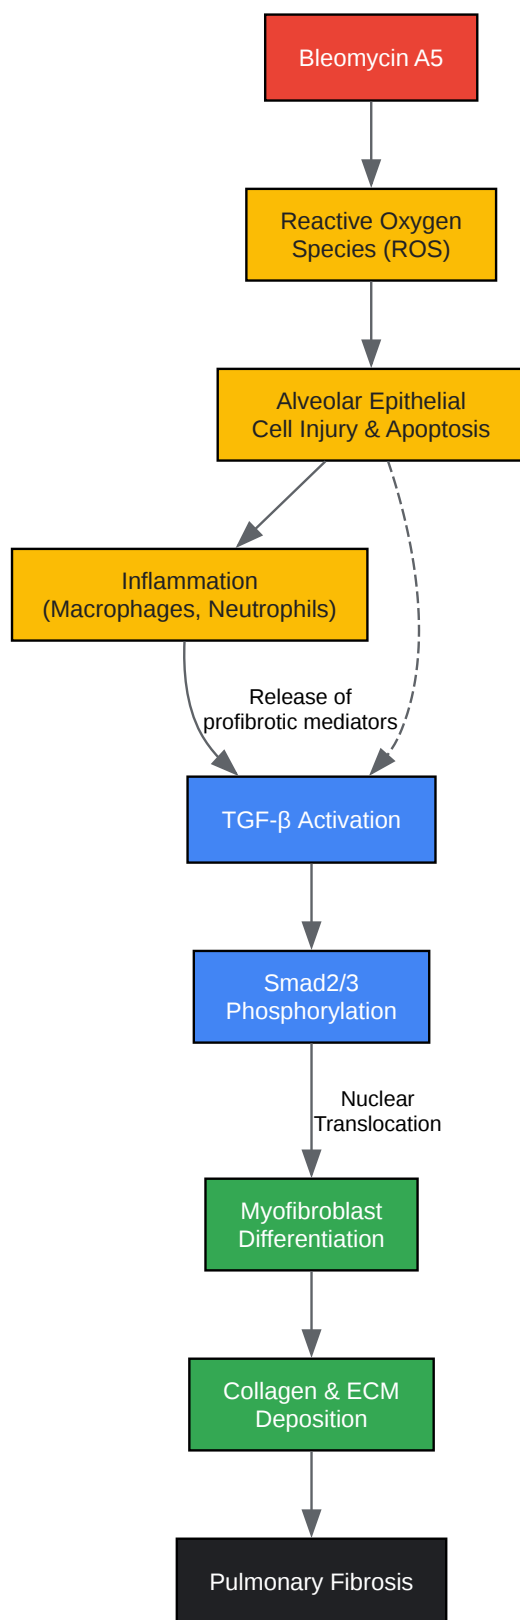 Bleomycin A5
Reactive Oxygen
Species (ROS)
Alveolar Epithelial
Cell Injury & Apoptosis
Inflammation
(Macrophages, Neutrophils)
Release of
profibrotic mediators
TGF-β Activation
Smad2/3
Phosphorylation
Nuclear
Translocation
Myofibroblast
Differentiation
Collagen & ECM
Deposition
Pulmonary Fibrosis